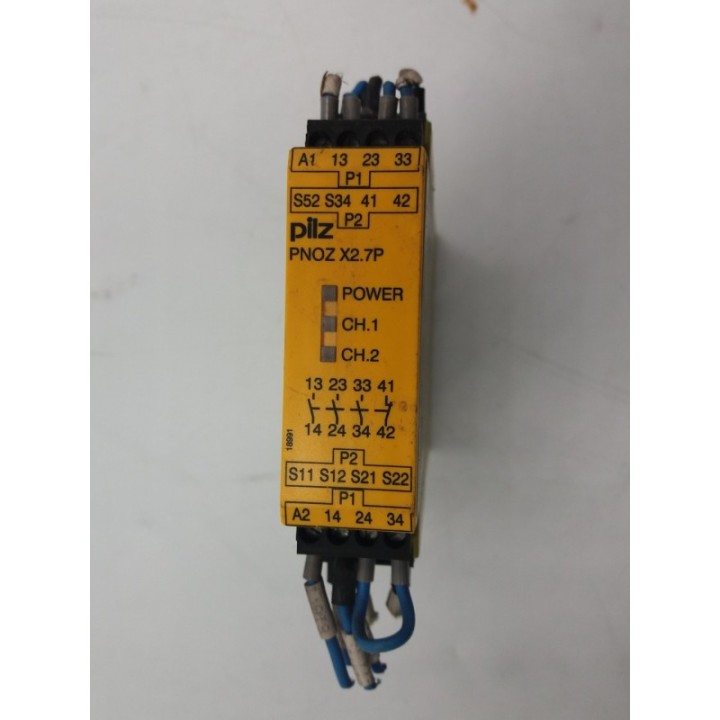 A1 13 23 33
P1
S52 S34 41 42
P2
pilz
PNOZ X2.7P
POWER
CH.1
CH.2
13 23 33 41
14 24 34 42
18991
P2
S11 S12 S21 S22
P1
A2 14 24 34